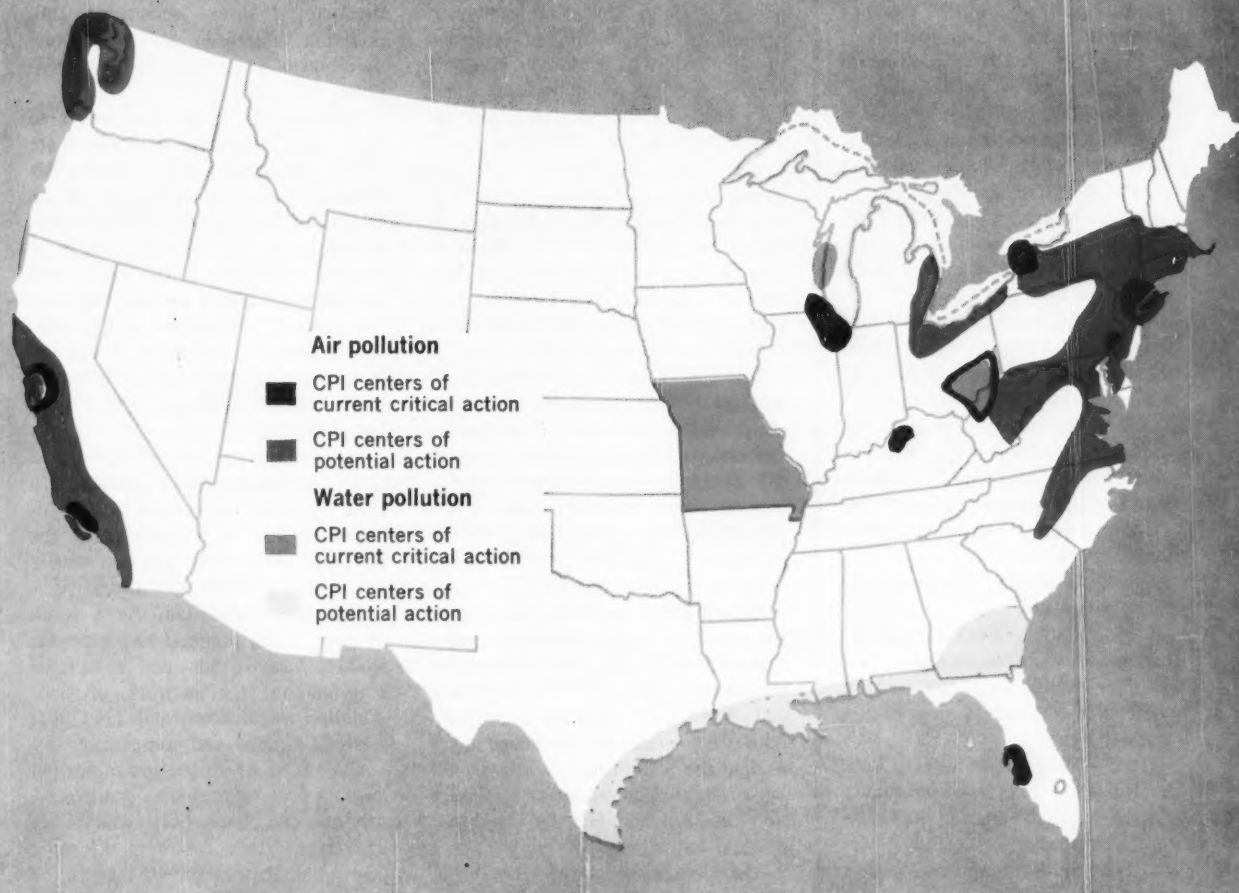 Air pollution
CPI centers of
current critical action
CPI centers of
potential action
Water pollution
CPI centers of
current critical action
CPI centers of
potential action